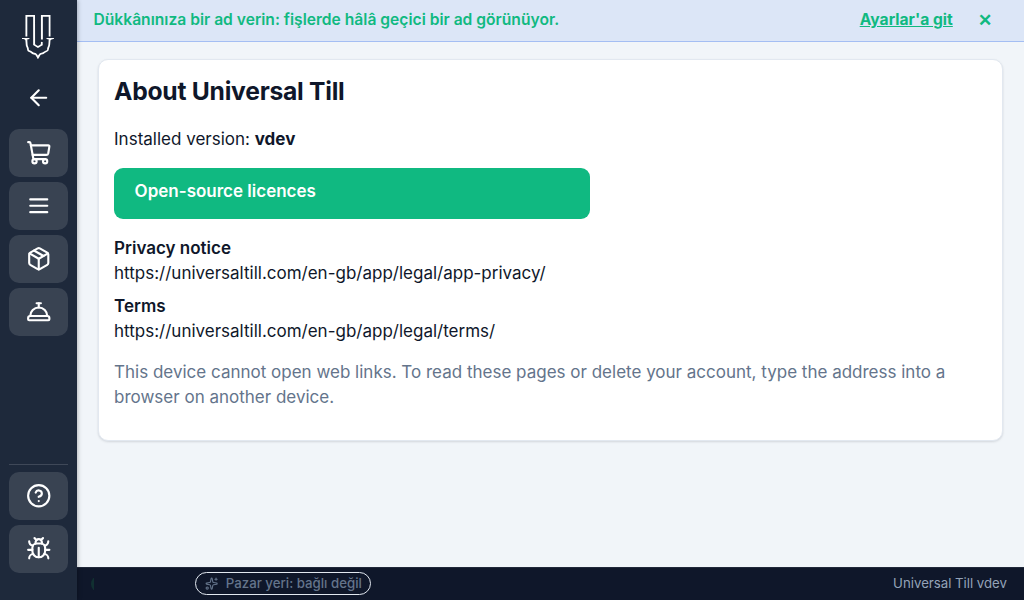 Dükkânınıza bir ad verin: fişlerde hâlâ geçici bir ad görünüyor.
Ayarlar'a git
About Universal Till
Installed version: vdev
Open-source licences
Privacy notice
https://universaltill.com/en-gb/app/legal/app-privacy/
Terms
https://universaltill.com/en-gb/app/legal/terms/
This device cannot open web links. To read these pages or delete your account, type the address into a
browser on another device.
Pazar yeri: bağlı değil
Universal Till vdev